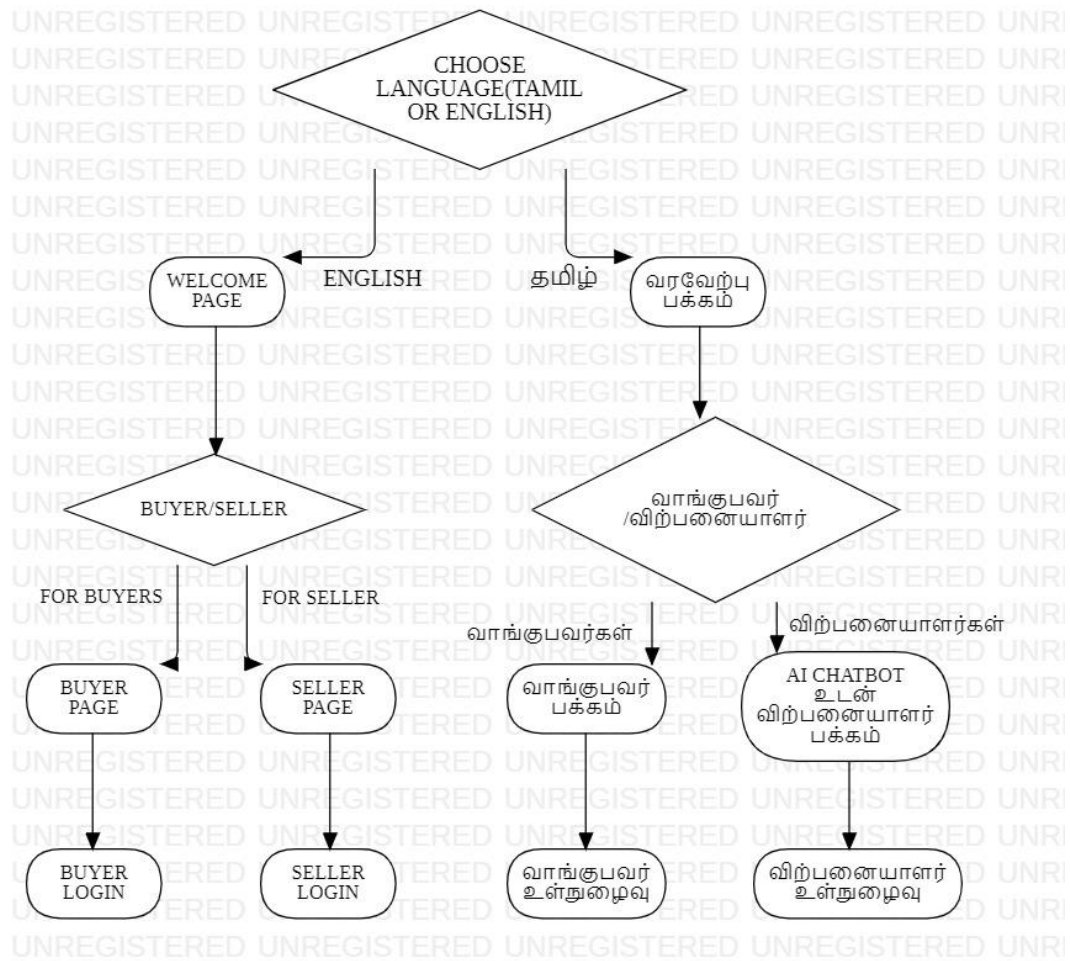 CHOOSE
LANGUAGE(TAMIL
OR ENGLISH)
ENGLISH
தமிழ்
WELCOME
PAGE
வரவேற்பு
பக்கம்
BUYER/SELLER
வாங்குபவர்
/விற்பனையாளர்
FOR BUYERS
FOR SELLER
வாங்குபவர்கள்
விற்பனையாளர்கள்
BUYER
PAGE
SELLER
PAGE
வாங்குபவர்
பக்கம்
AI CHATBOT
உடன்
விற்பனையாளர்
பக்கம்
BUYER
LOGIN
SELLER
LOGIN
வாங்குபவர்
உள்நுழைவு
விற்பனையாளர்
உள்நுழைவு
UNREGISTERED